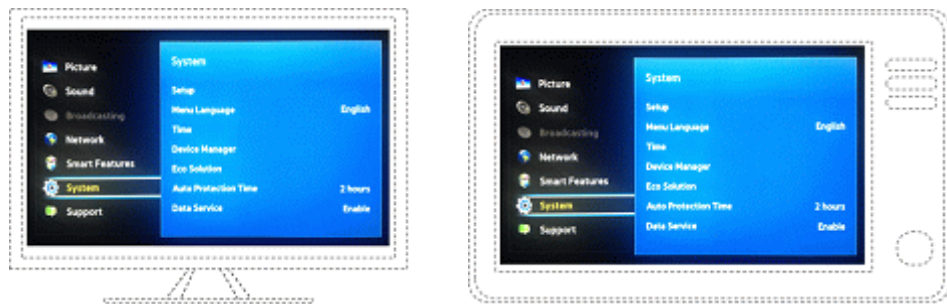 Picture
Sound
Broadcasting
Network
Smart Features
System
Support
System
Setup
Menu Language English
Time
Device Manager
Eco Solution
Auto Protection Time 2 hours
Data Service Enable
Picture
Sound
Broadcasting
Network
Smart Features
System
Support
System
Setup
Menu Language English
Time
Device Manager
Eco Solution
Auto Protection Time 2 hours
Data Service Enable